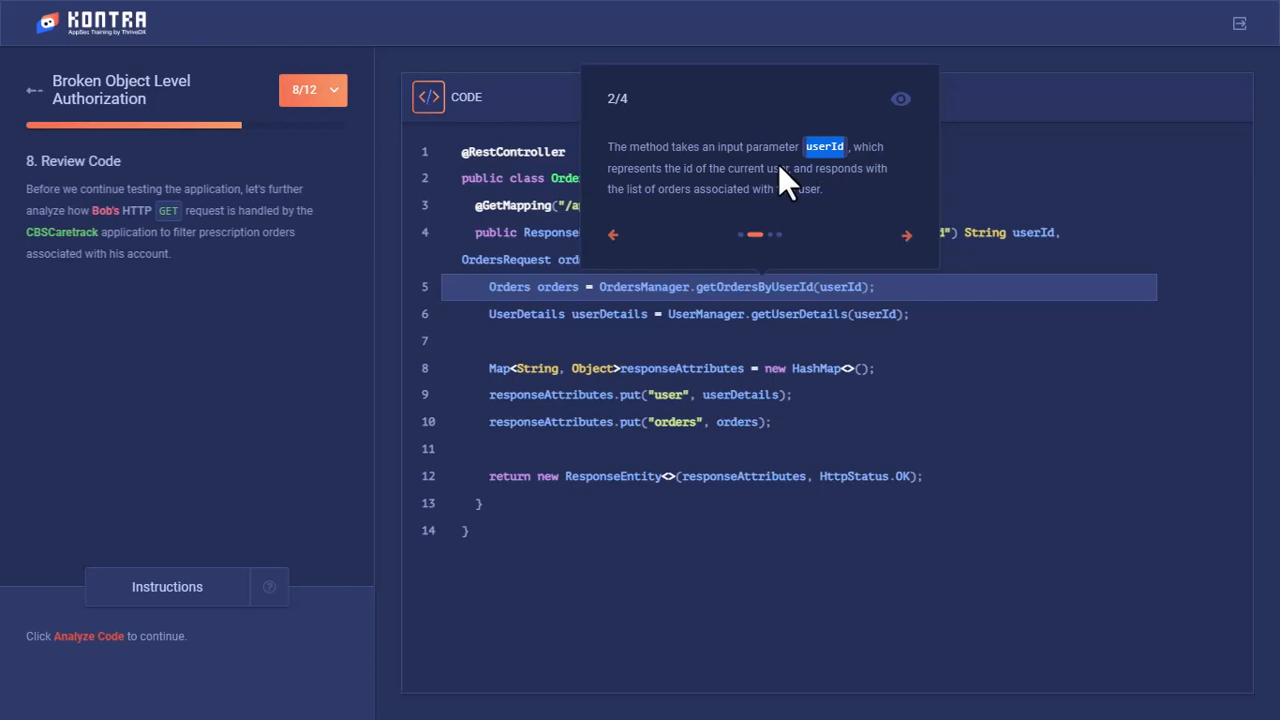 KONTRA
AppSec Training by ThriveDX
Broken Object Level
Authorization
8/12
8. Review Code
Before we continue testing the application, let's further
analyze how Bob's HTTP GET request is handled by the
CBSCaretrack application to filter prescription orders
associated with his account.
Instructions
?
Click Analyze Code to continue.
</> CODE
2/4
The method takes an input parameter userId, which
represents the id of the current user, and responds with
the list of orders associated with user.
1 @RestController
2 public class Orde
3 @GetMapping("/a
4 public Respons d") String userId,
OrdersRequest ord
5 Orders orders = OrdersManager.getOrdersByUserId(userId);
6 UserDetails userDetails = UserManager.getUserDetails(userId);
7
8 Map<String, Object>responseAttributes = new HashMap<>();
9 responseAttributes.put("user", userDetails);
10 responseAttributes.put("orders", orders);
11
12 return new ResponseEntity<>(responseAttributes, HttpStatus.OK);
13 }
14 }